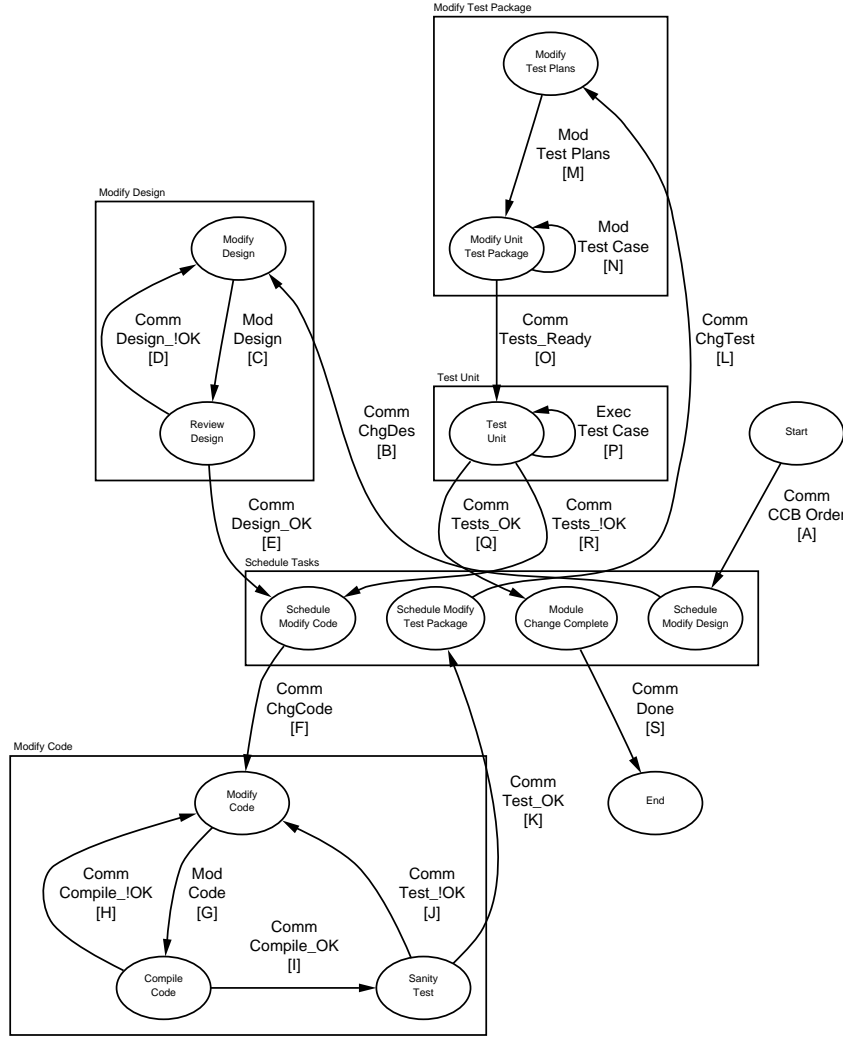 Modify Test Package
Modify
Test Plans
Mod
Test Plans
[M]
Modify Unit
Test Package
Mod
Test Case
[N]
Modify Design
Modify
Design
Comm
Design_!OK
[D]
Mod
Design
[C]
Review
Design
Comm
ChgDes
[B]
Comm
Tests_Ready
[O]
Comm
ChgTest
[L]
Test Unit
Test
Unit
Exec
Test Case
[P]
Start
Comm
Design_OK
[E]
Comm
Tests_OK
[Q]
Comm
Tests_!OK
[R]
Comm
CCB Order
[A]
Schedule Tasks
Schedule
Modify Code
Schedule Modify
Test Package
Module
Change Complete
Schedule
Modify Design
Comm
ChgCode
[F]
Comm
Done
[S]
Modify Code
Modify
Code
Comm
Test_OK
[K]
End
Comm
Compile_!OK
[H]
Mod
Code
[G]
Comm
Test_!OK
[J]
Comm
Compile_OK
[I]
Compile
Code
Sanity
Test